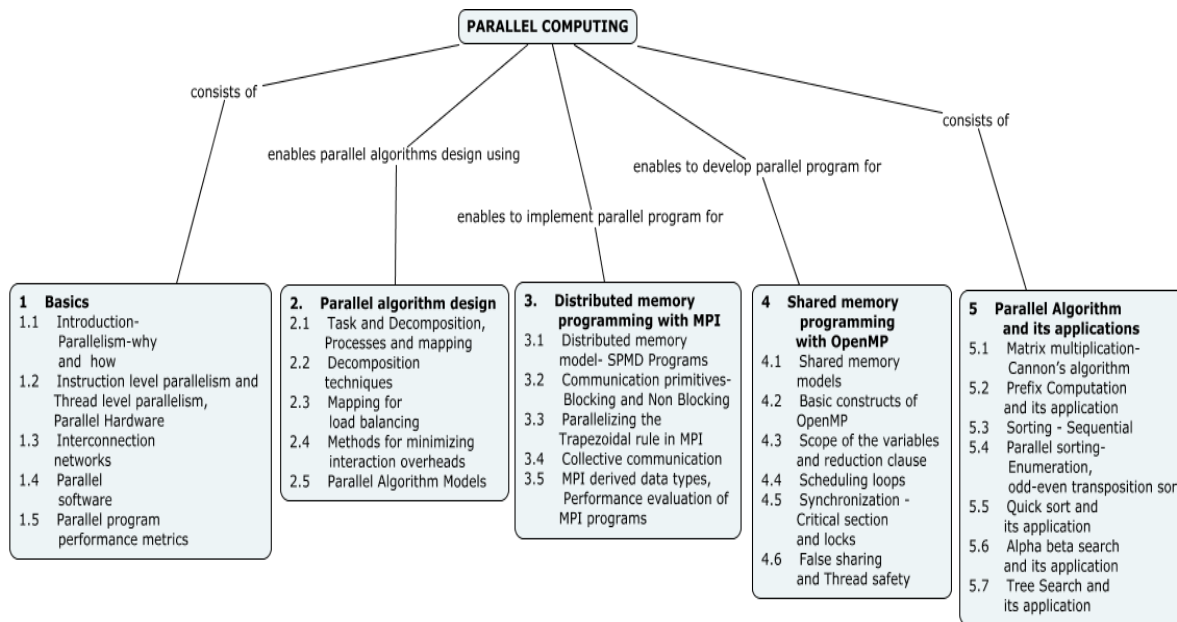 PARALLEL COMPUTING
consists of
consists of
enables parallel algorithms design using
enables to develop parallel program for
enables to implement parallel program for
1 Basics
1.1 Introduction-
Parallelism-why
and how
1.2 Instruction level parallelism and
Thread level parallelism,
Parallel Hardware
1.3 Interconnection
networks
1.4 Parallel
software
1.5 Parallel program
performance metrics
2. Parallel algorithm design
2.1 Task and Decomposition,
Processes and mapping
2.2 Decomposition
techniques
2.3 Mapping for
load balancing
2.4 Methods for minimizing
interaction overheads
2.5 Parallel Algorithm Models
3. Distributed memory
programming with MPI
3.1 Distributed memory
model- SPMD Programs
3.2 Communication primitives-
Blocking and Non Blocking
3.3 Parallelizing the
Trapezoidal rule in MPI
3.4 Collective communication
3.5 MPI derived data types,
Performance evaluation of
MPI programs
4 Shared memory
programming
with OpenMP
4.1 Shared memory
models
4.2 Basic constructs of
OpenMP
4.3 Scope of the variables
and reduction clause
4.4 Scheduling loops
4.5 Synchronization -
Critical section
and locks
4.6 False sharing
and Thread safety
5 Parallel Algorithm
and its applications
5.1 Matrix multiplication-
Cannon's algorithm
5.2 Prefix Computation
and its application
5.3 Sorting - Sequential
5.4 Parallel sorting-
Enumeration,
odd-even transposition sor
5.5 Quick sort and
its application
5.6 Alpha beta search
and its application
5.7 Tree Search and
its application